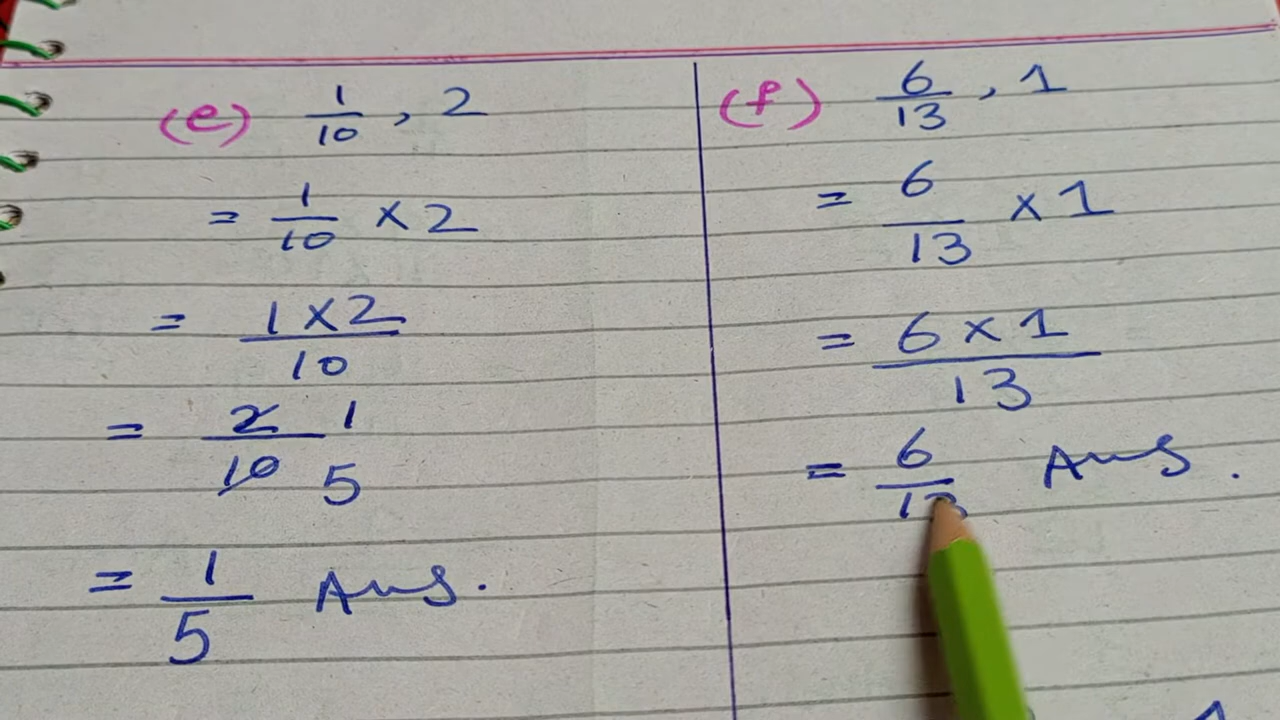 (e) 1/10 , 2
= 1/10 × 2
= 1 × 2 / 10
= 2/10 1 5
= 1/5 Ans.
(f) 6/13 , 1
= 6/13 × 1
= 6 × 1 / 13
= 6/13 Ans.